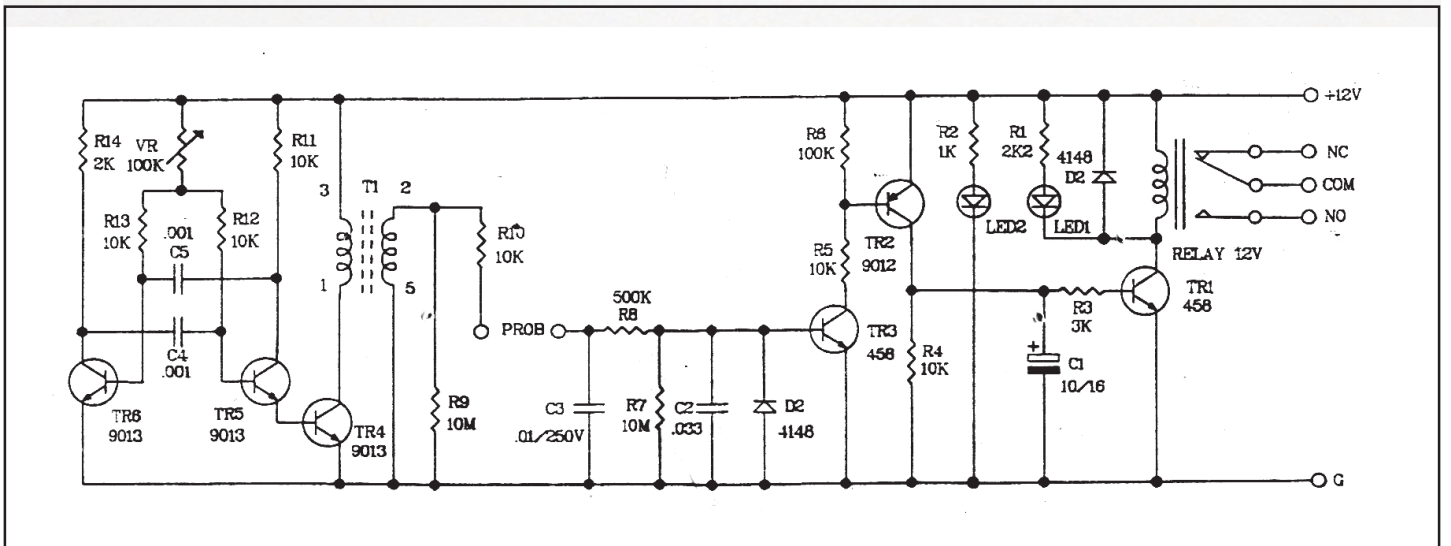 +12V
R14
2K
VR
100K
R11
10K
R6
100K
R2
1K
R1
2K2
4148
D2
NC
COM
NO
3
T1
2
R13
10K
R12
10K
.001
C5
R10
10K
TR2
9012
LED2
LED1
RELAY 12V
1
5
R5
10K
500K
R8
PROB
TR3
458
R3
3K
TR1
458
C4
.001
R4
10K
+
C1
10/16
TR6
9013
TR5
9013
TR4
9013
R9
10M
C3
.01/250V
R7
10M
C2
.033
D2
4148
G